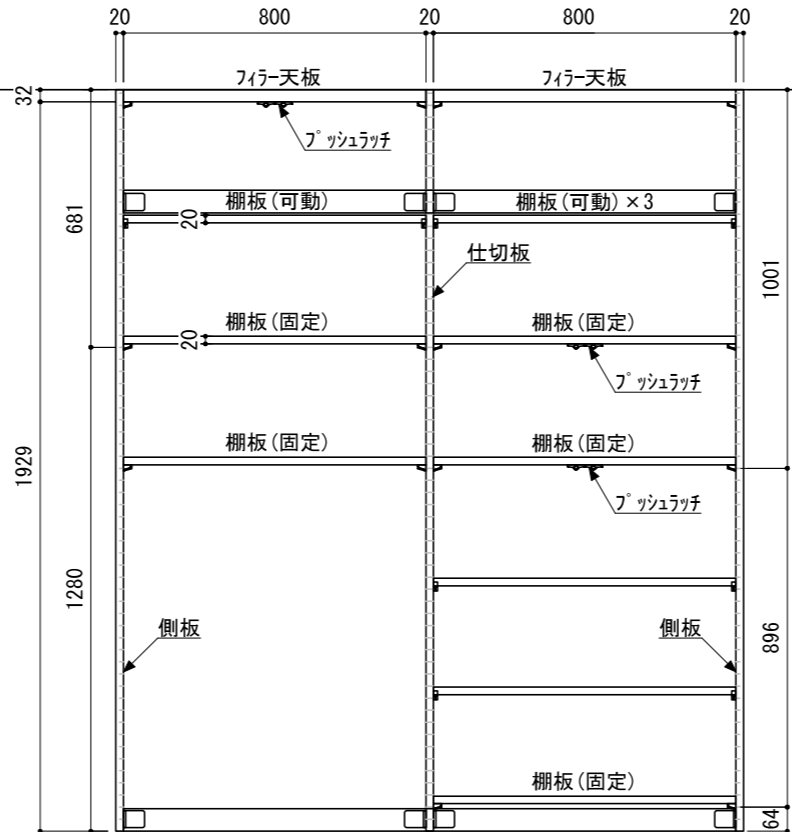 20 800 20 800 20
フィラー天板 フィラー天板
32
プッシュラッチ
棚板(可動) 棚板(可動)×3
20
681
仕切板
1001
棚板(固定) 棚板(固定)
20
プッシュラッチ
棚板(固定) 棚板(固定)
1929
プッシュラッチ
1280
側板 側板
896
棚板(固定)
64